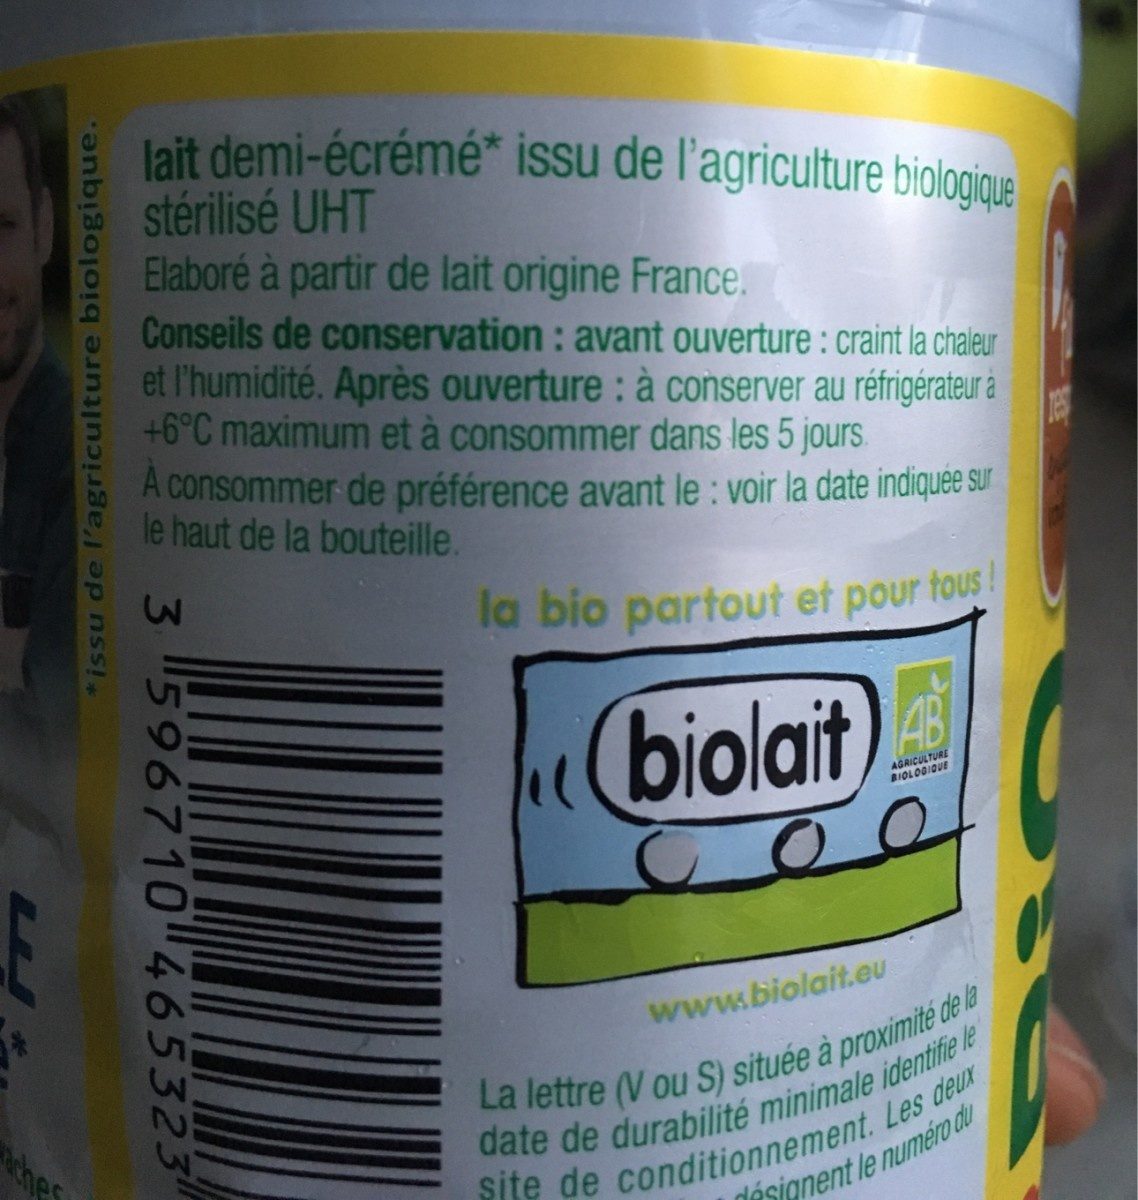 lait demi-écrémé* issu de l'agriculture biologique
stérilisé UHT
Elaboré à partir de lait origine France.
Conseils de conservation : avant ouverture : craint la chaleur
et l'humidité. Après ouverture : à conserver au réfrigérateur à
+6°C maximum et à consommer dans les 5 jours.
À consommer de préférence avant le : voir la date indiquée sur
le haut de la bouteille.
*issu de l'agriculture biologique.
3 596710 465323
la bio partout et pour tous !
biolait
AB
AGRICULTURE
BIOLOGIQUE
www.biolait.eu
La lettre (V ou S) située à proximité de la
date de durabilité minimale identifie le
site de conditionnement. Les deux
désignent le numéro du